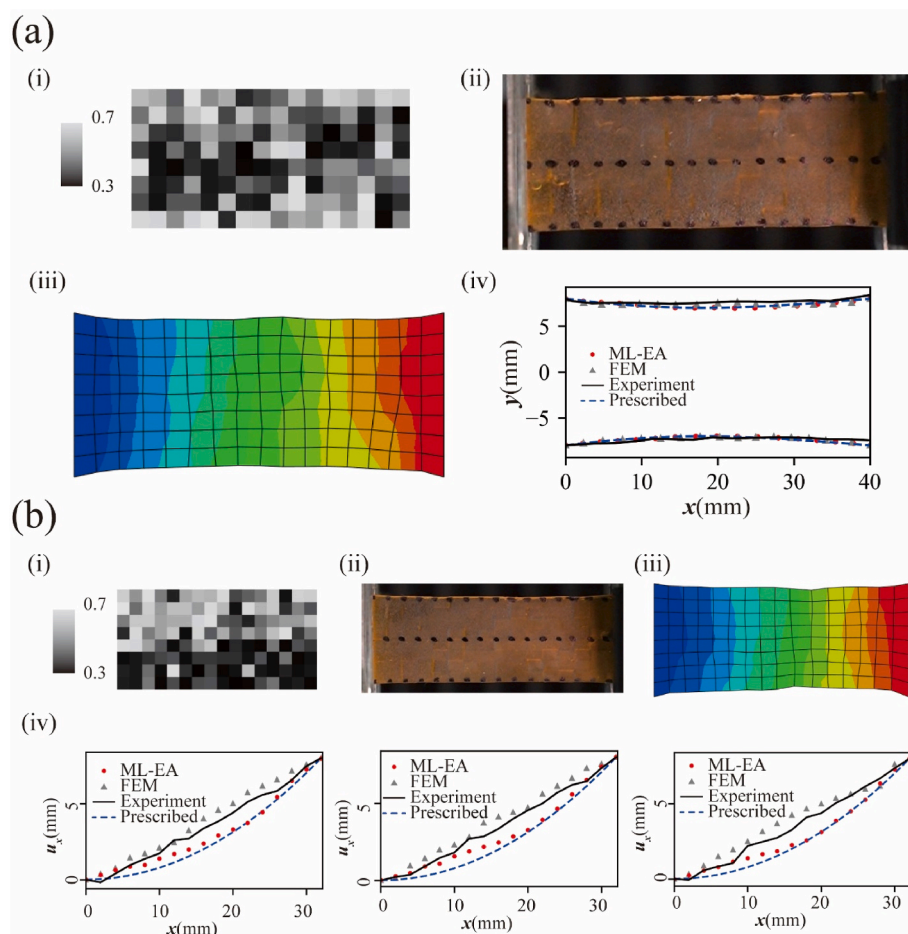 (a)
(i)
0.7
0.3
(ii)
(iii)
(iv)
5
0
−5
y(mm)
ML-EA
FEM
Experiment
Prescribed
0 10 20 30 40
x(mm)
(b)
(i)
0.7
0.3
(ii)
(iii)
(iv)
5
0
uₓ(mm)
ML-EA
FEM
Experiment
Prescribed
0 10 20 30
x(mm)
5
0
uₓ(mm)
ML-EA
FEM
Experiment
Prescribed
0 10 20 30
x(mm)
5
0
uₓ(mm)
ML-EA
FEM
Experiment
Prescribed
0 10 20 30
x(mm)